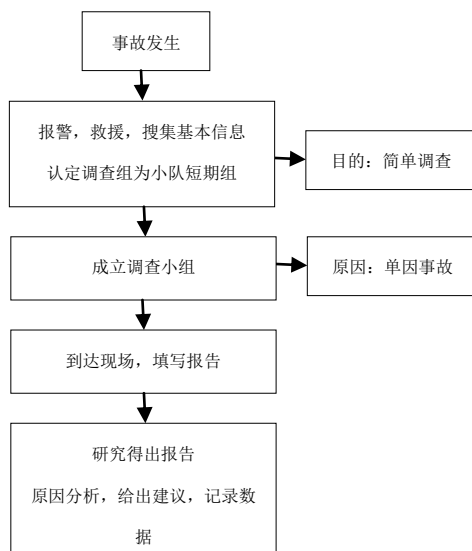 事故发生
报警，救援，搜集基本信息
认定调查组为小队短期组
目的：简单调查
成立调查小组
原因：单因事故
到达现场，填写报告
研究得出报告
原因分析，给出建议，记录数
据